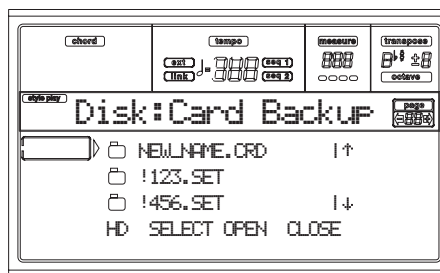 chord tempo measure transpose
ext seq 1
link seq 2
octave
style play
Disk:Card Backup
page
NEW_NAME.CRD
!123.SET
!456.SET
HD SELECT OPEN CLOSE